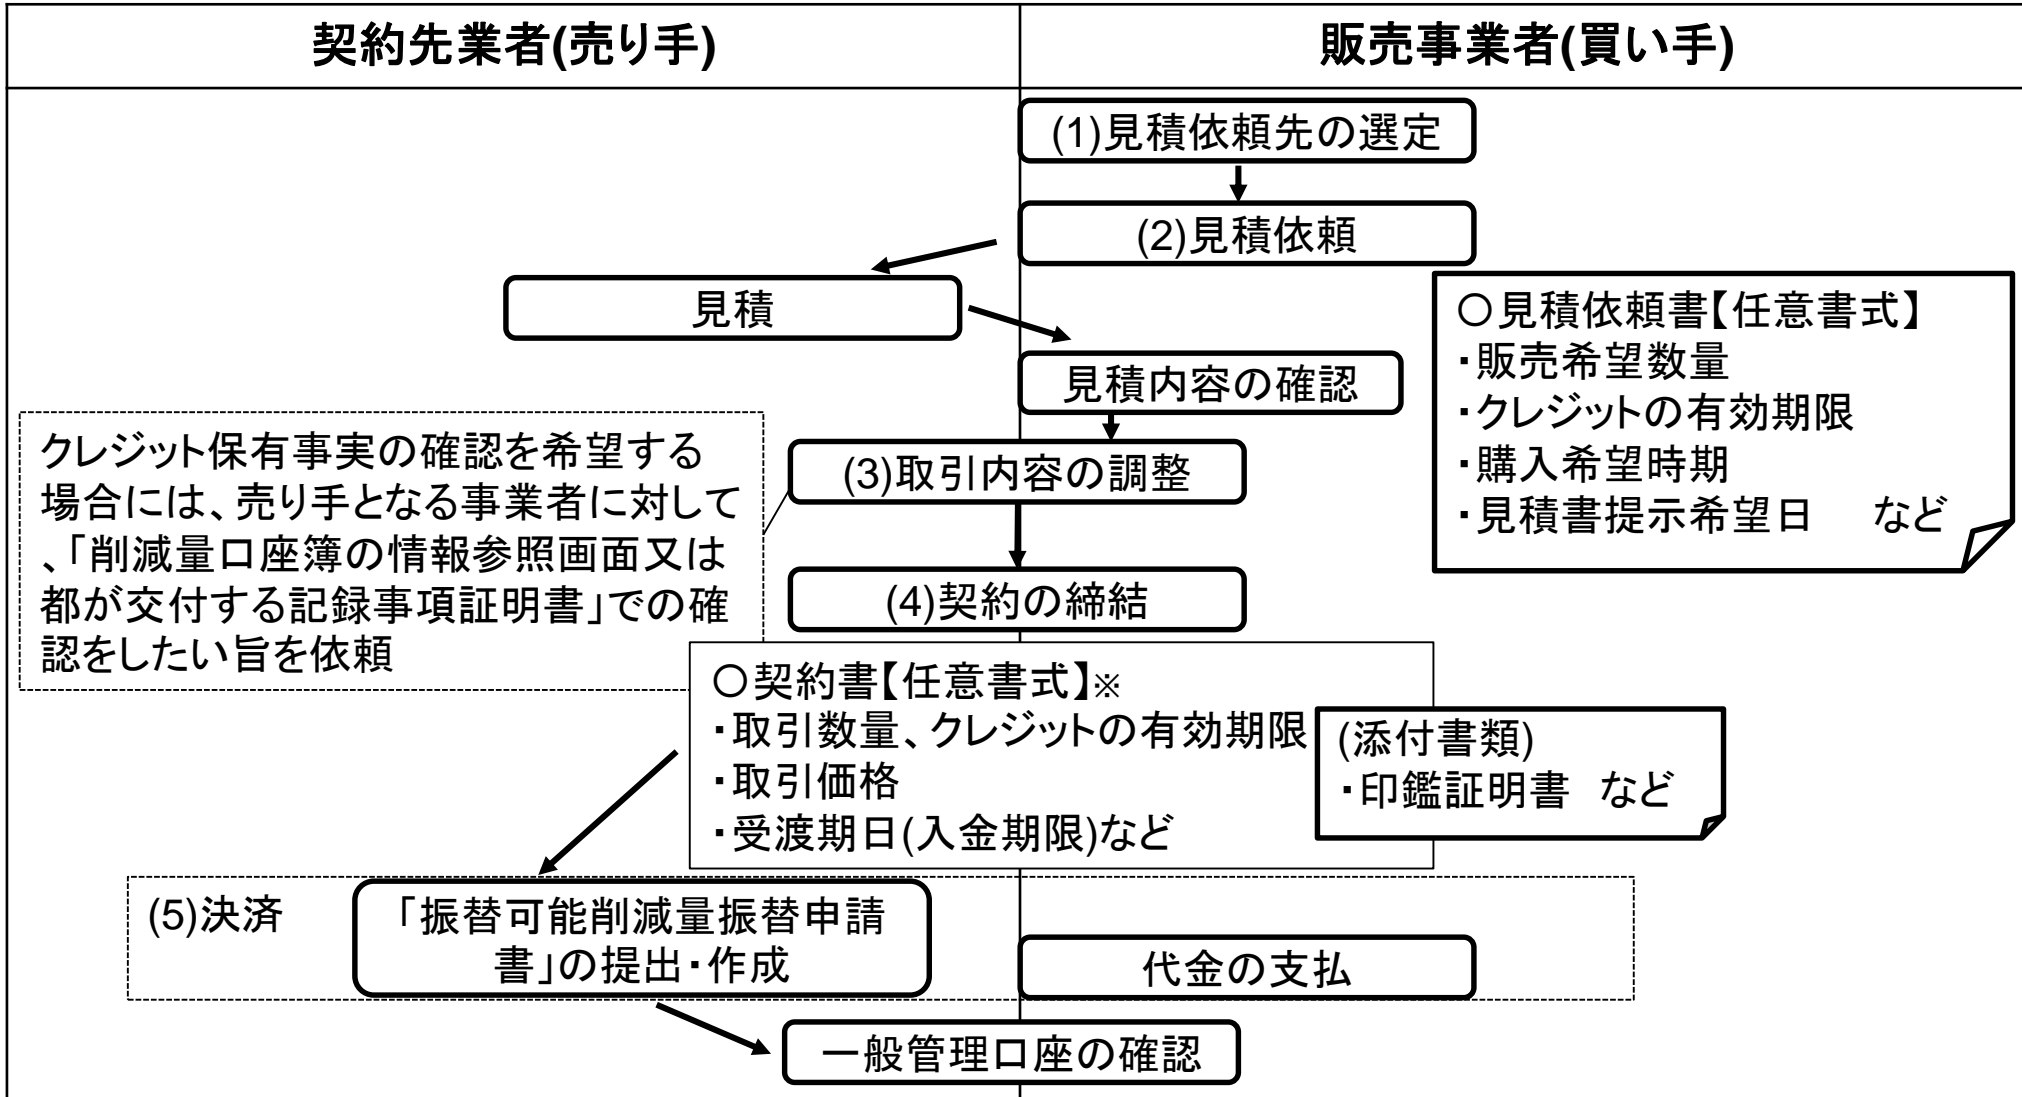 契約先業者(売り手)
販売事業者(買い手)
(1)見積依頼先の選定
(2)見積依頼
見積
見積内容の確認
○見積依頼書【任意書式】
・販売希望数量
・クレジットの有効期限
・購入希望時期
・見積書提示希望日　など
クレジット保有事実の確認を希望する
場合には、売り手となる事業者に対して
、「削減量口座簿の情報参照画面又は
都が交付する記録事項証明書」での確
認をしたい旨を依頼
(3)取引内容の調整
(4)契約の締結
○契約書【任意書式】※
・取引数量、クレジットの有効期限
・取引価格
・受渡期日(入金期限)など
(添付書類)
・印鑑証明書　など
(5)決済
「振替可能削減量振替申請
書」の提出・作成
代金の支払
一般管理口座の確認